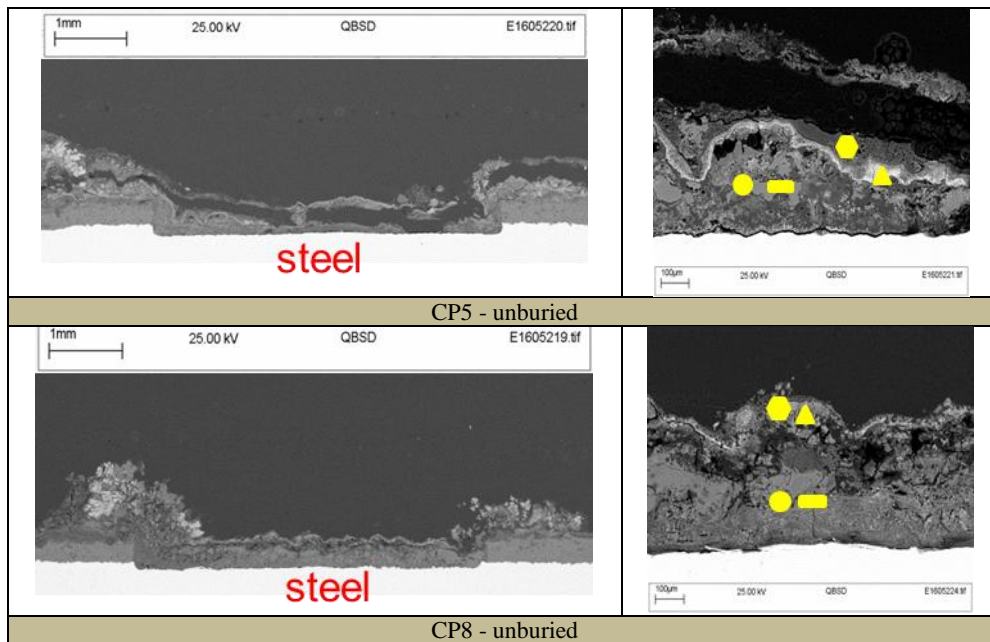 1mm 25.00 kV QBSD E1605220.tif
steel
100µm 25.00 kV QBSD E1605221.tif
CP5 - unburied
1mm 25.00 kV QBSD E1605219.tif
steel
100µm 25.00 kV QBSD E1605224.tif
CP8 - unburied